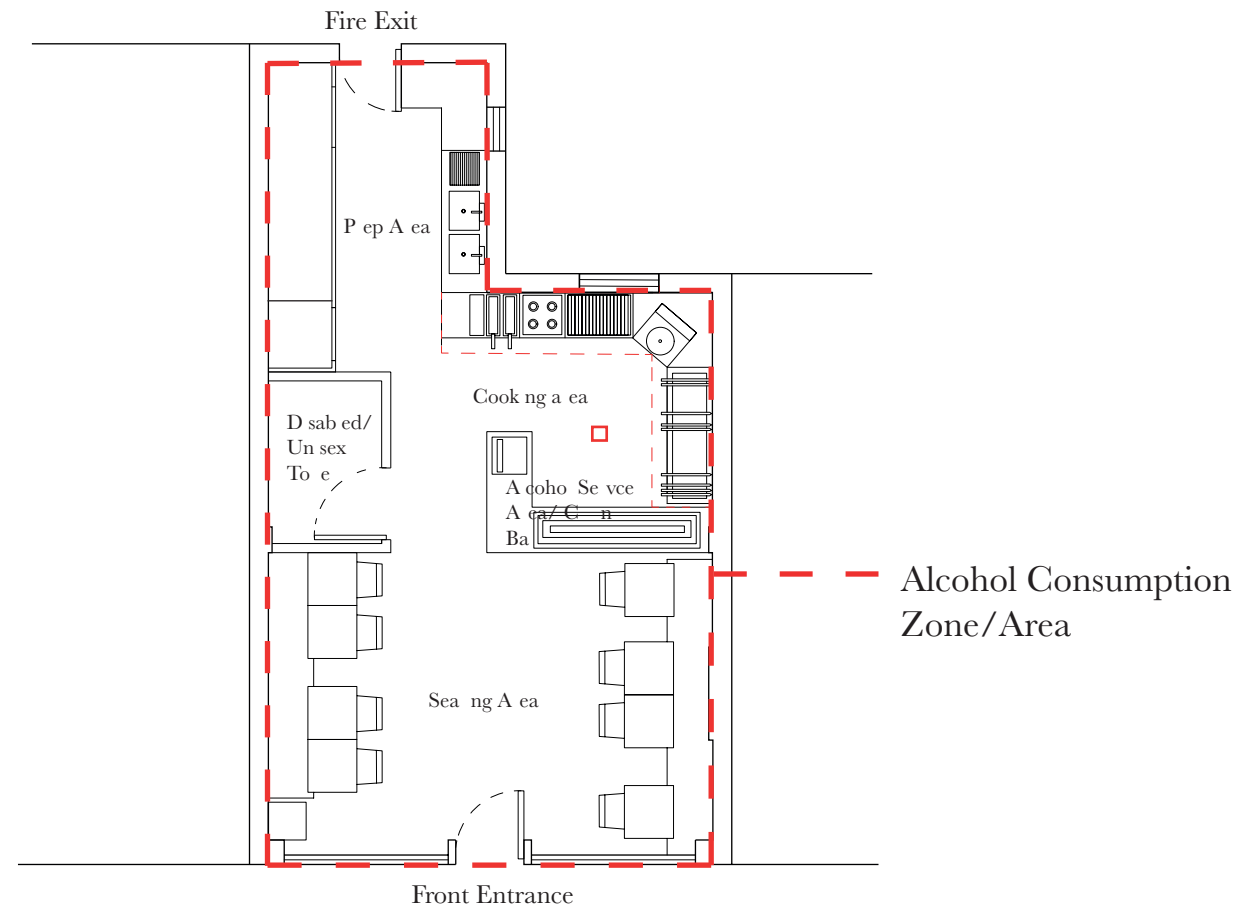 Fire Exit
P ep A ea
Cook ng a ea
D sab ed/
Un sex
To e
A coho Se vce
A ea/ C n
Ba
Alcohol Consumption
Zone/Area
Sea ng A ea
Front Entrance